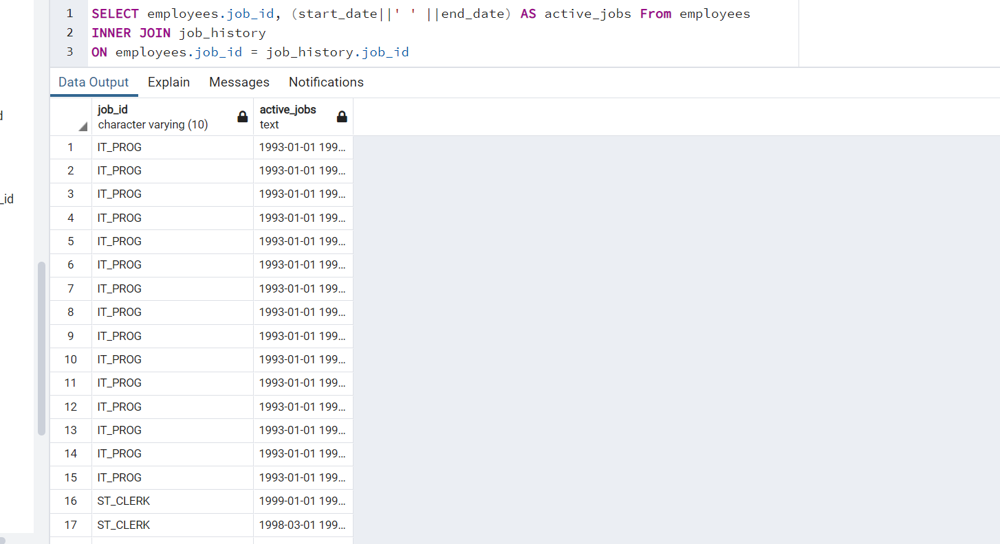 1 SELECT employees.job_id, (start_date||' ' ||end_date) AS active_jobs From employees
2 INNER JOIN job_history
3 ON employees.job_id = job_history.job_id
Data Output Explain Messages Notifications
job_id active_jobs
character varying (10) text
d
1 IT_PROG 1993-01-01 199...
2 IT_PROG 1993-01-01 199...
3 IT_PROG 1993-01-01 199...
_id
4 IT_PROG 1993-01-01 199...
5 IT_PROG 1993-01-01 199...
6 IT_PROG 1993-01-01 199...
7 IT_PROG 1993-01-01 199...
8 IT_PROG 1993-01-01 199...
9 IT_PROG 1993-01-01 199...
10 IT_PROG 1993-01-01 199...
11 IT_PROG 1993-01-01 199...
12 IT_PROG 1993-01-01 199...
13 IT_PROG 1993-01-01 199...
14 IT_PROG 1993-01-01 199...
15 IT_PROG 1993-01-01 199...
16 ST_CLERK 1999-01-01 199...
17 ST_CLERK 1998-03-01 199...